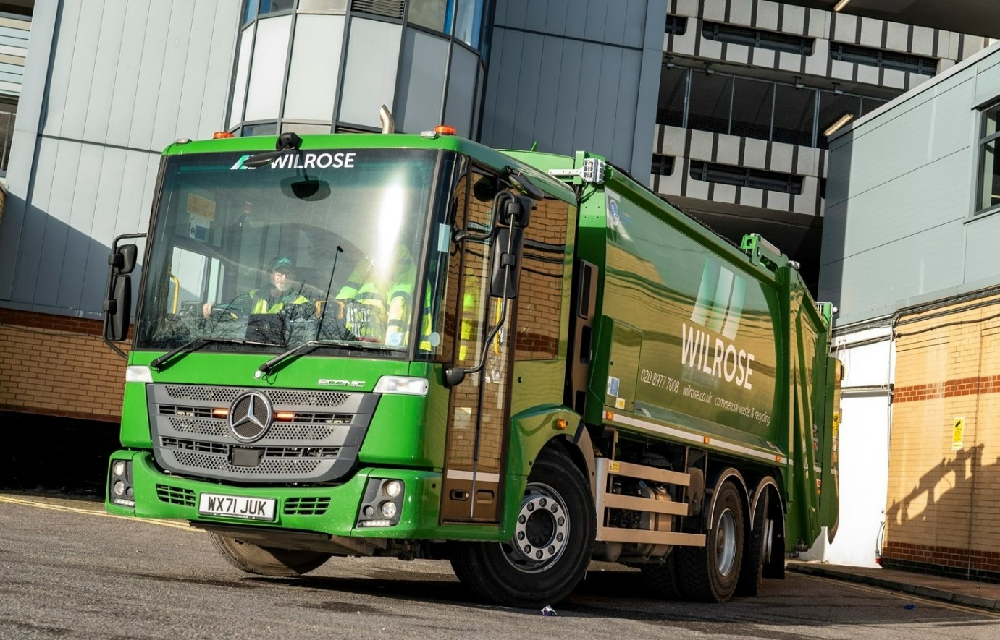 WILROSE
ECONIC
WX71 JUK
WILROSE
020 8977 7008 wilrose.co.uk commercial waste & recycling